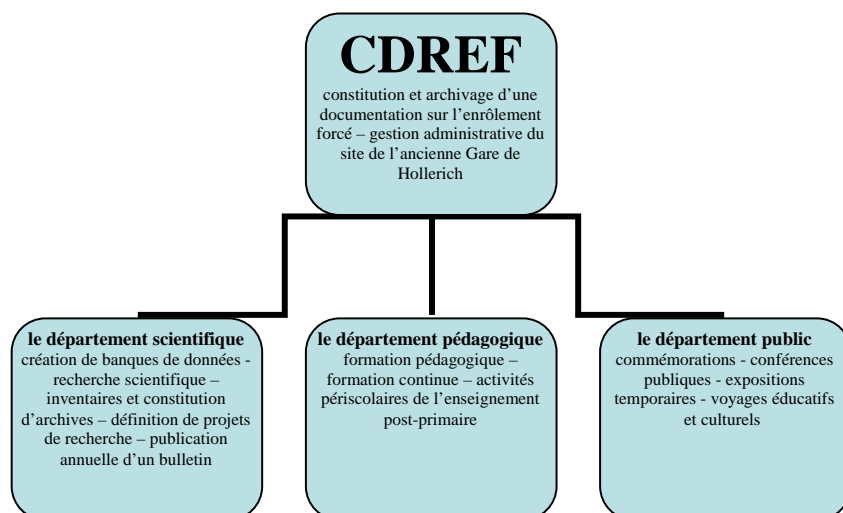 CDREF
constitution et archivage d’une
documentation sur l’enrôlement
forcé – gestion administrative du
site de l’ancienne Gare de
Hollerich
le département scientifique
création de banques de données -
recherche scientifique –
inventaires et constitution
d’archives – définition de projets
de recherche – publication
annuelle d’un bulletin
le département pédagogique
formation pédagogique –
formation continue – activités
périscolaires de l’enseignement
post-primaire
le département public
commémorations - conférences
publiques - expositions
temporaires - voyages éducatifs
et culturels